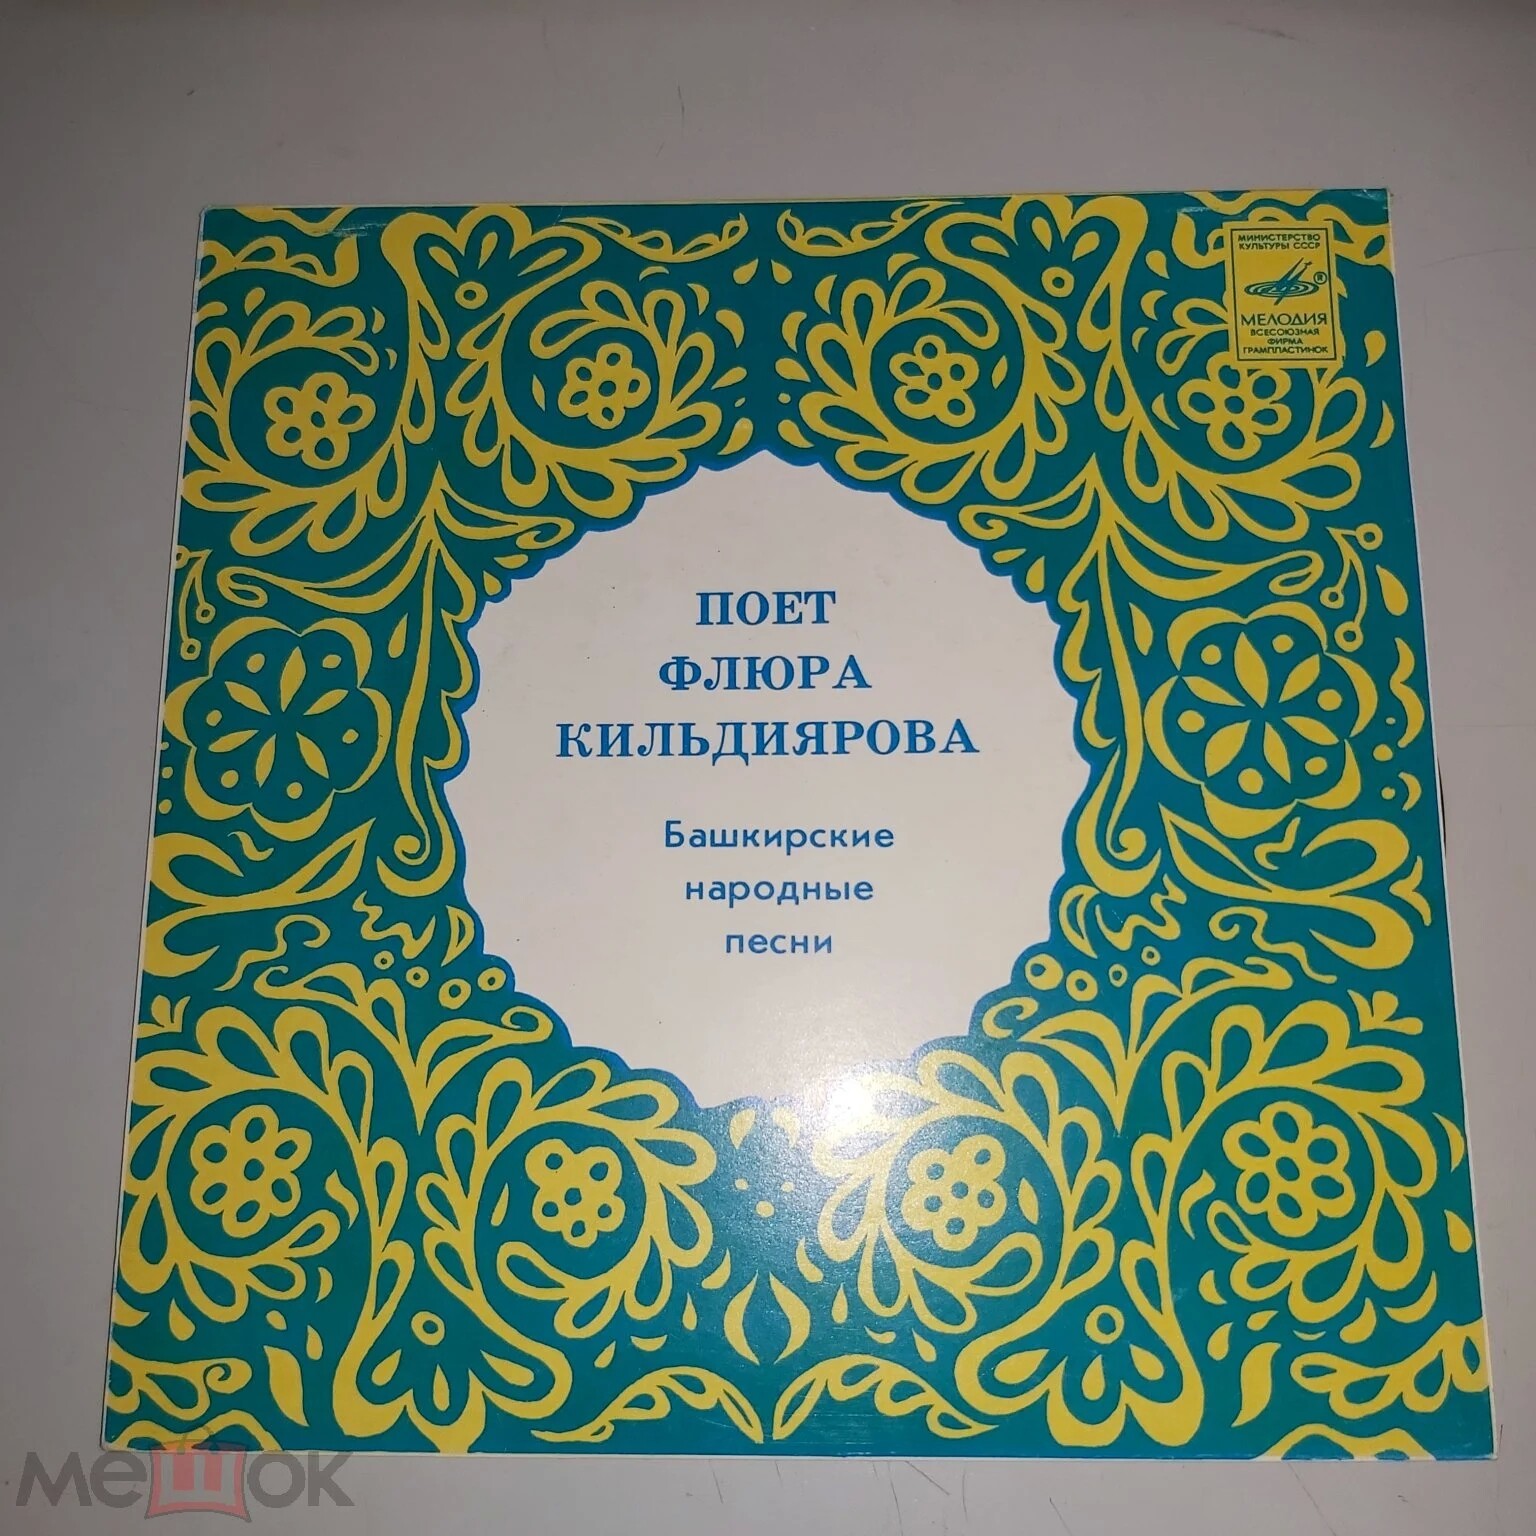 МИНИСТЕРСТВО
КУЛЬТУРЫ СССР
®
МЕЛОДИЯ
ВСЕСОЮЗНАЯ
ФИРМА
ГРАМПЛАСТИНОК
ПОЕТ
ФЛЮРА
КИЛЬДИЯРОВА
Башкирские
народные
песни
мешок